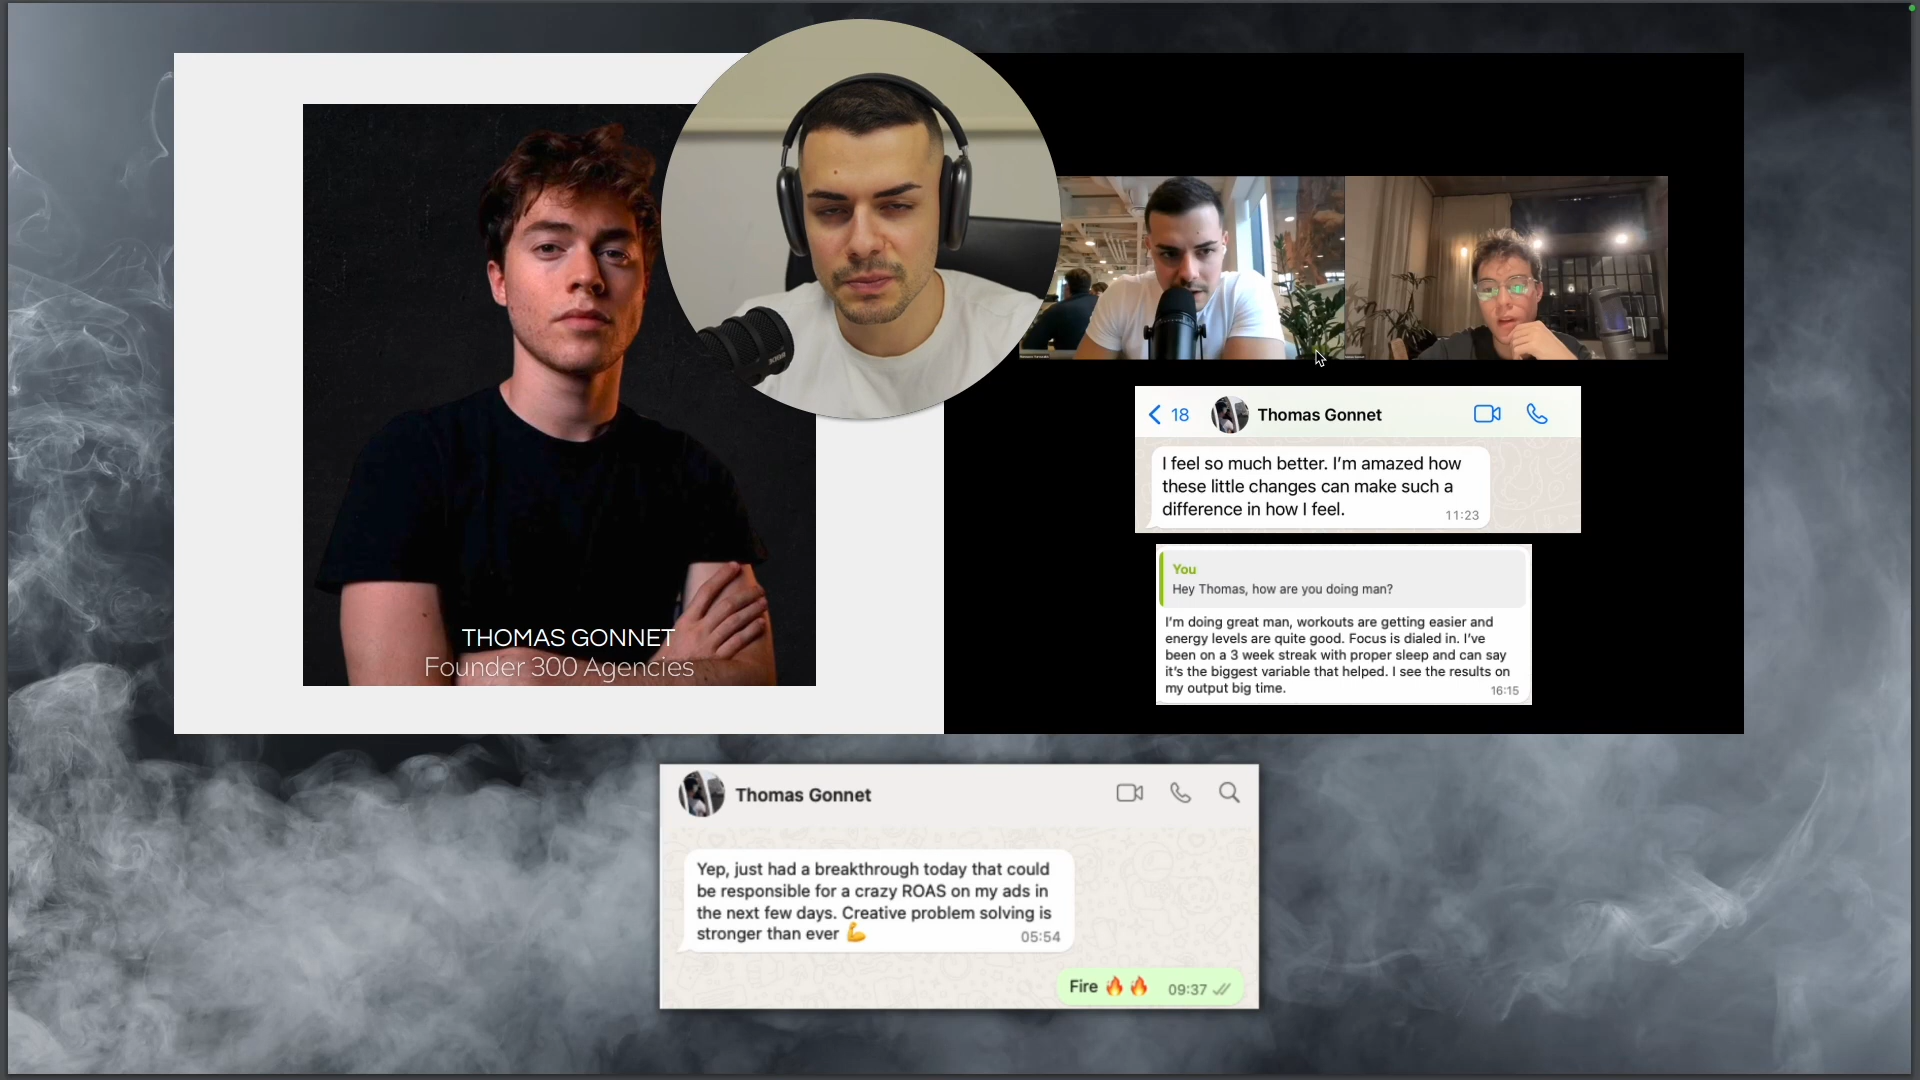 THOMAS GONNET
Founder 300 Agencies
18
Thomas Gonnet
I feel so much better. I'm amazed how
these little changes can make such a
difference in how I feel.
11:23
You
Hey Thomas, how are you doing man?
I'm doing great man, workouts are getting easier and
energy levels are quite good. Focus is dialed in. I've
been on a 3 week streak with proper sleep and can say
it's the biggest variable that helped. I see the results on
my output big time.
16:15
Thomas Gonnet
Yep, just had a breakthrough today that could
be responsible for a crazy ROAS on my ads in
the next few days. Creative problem solving is
stronger than ever 💪
05:54
Fire 🔥🔥 09:37